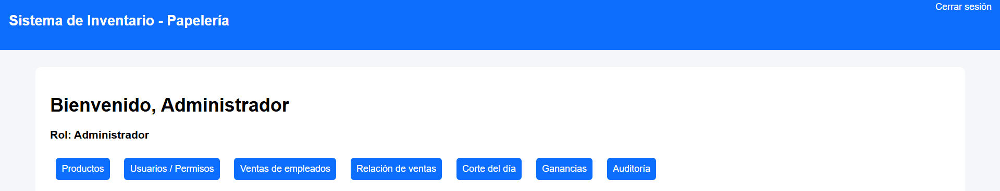 Cerrar sesión
Sistema de Inventario - Papelería
Bienvenido, Administrador
Rol: Administrador
Productos Usuarios / Permisos Ventas de empleados Relación de ventas Corte del día Ganancias Auditoría